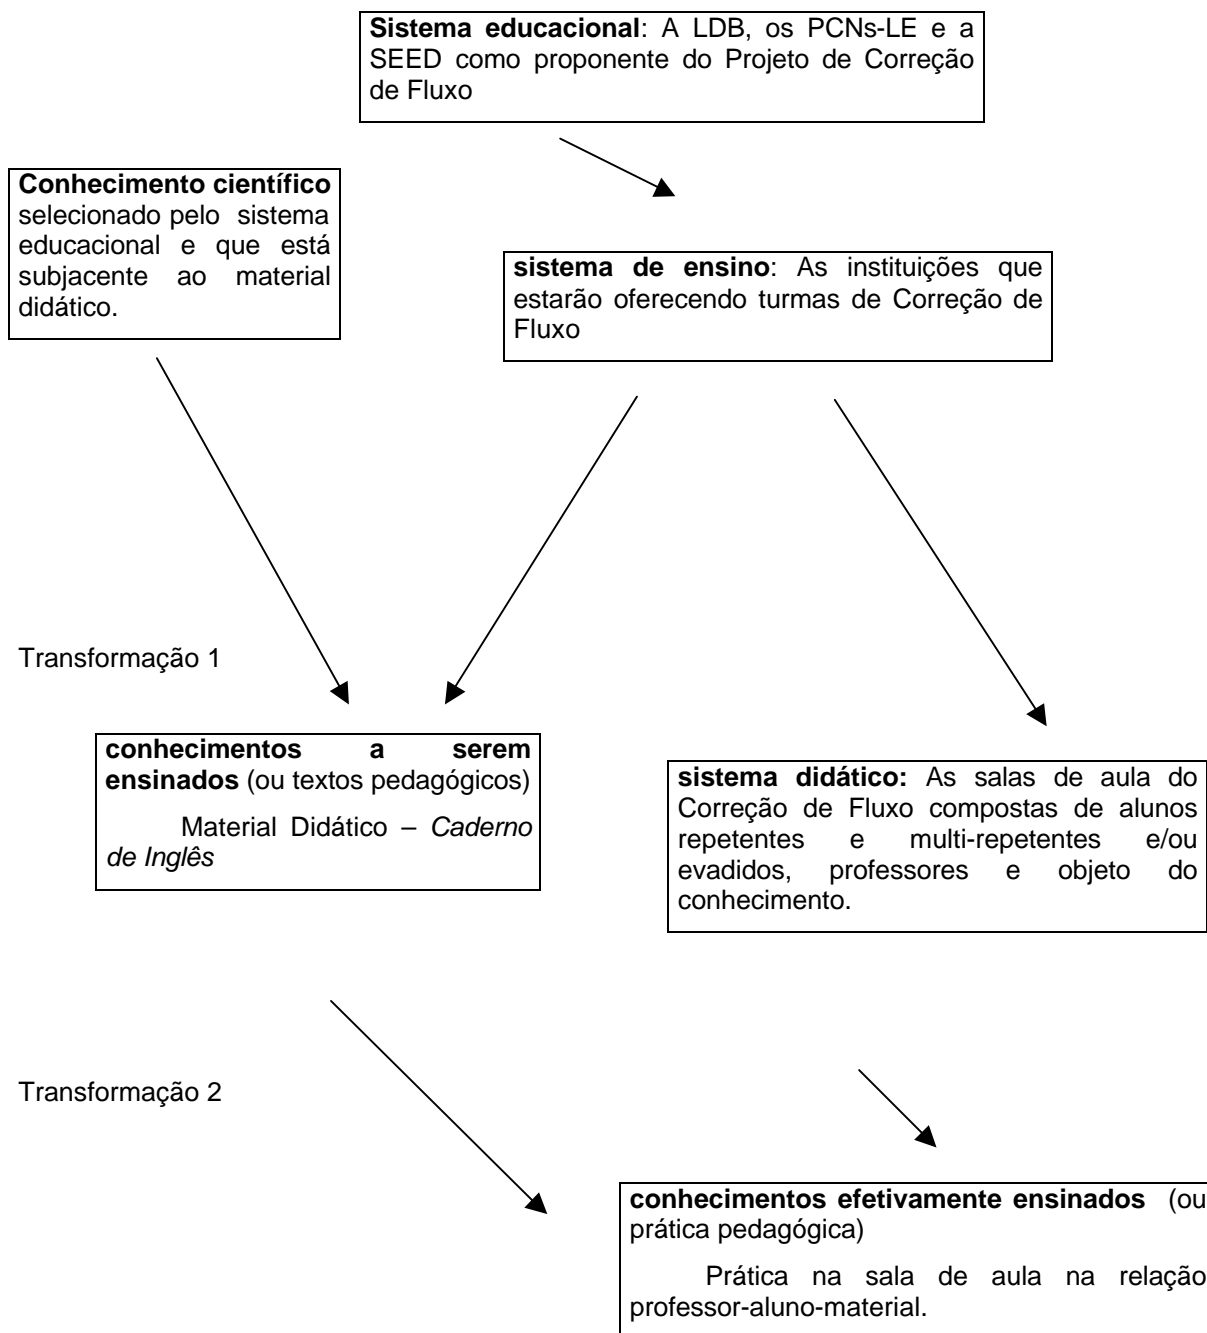 Sistema educacional: A LDB, os PCNs-LE e a
SEED como proponente do Projeto de Correção
de Fluxo
Conhecimento científico
selecionado pelo sistema
educacional e que está
subjacente ao material
didático.
sistema de ensino: As instituições que
estarão oferecendo turmas de Correção de
Fluxo
Transformação 1
conhecimentos a serem
ensinados (ou textos pedagógicos)
Material Didático – Caderno
de Inglês
sistema didático: As salas de aula do
Correção de Fluxo compostas de alunos
repetentes e multi-repetentes e/ou
evadidos, professores e objeto do
conhecimento.
Transformação 2
conhecimentos efetivamente ensinados (ou
prática pedagógica)
Prática na sala de aula na relação
professor-aluno-material.